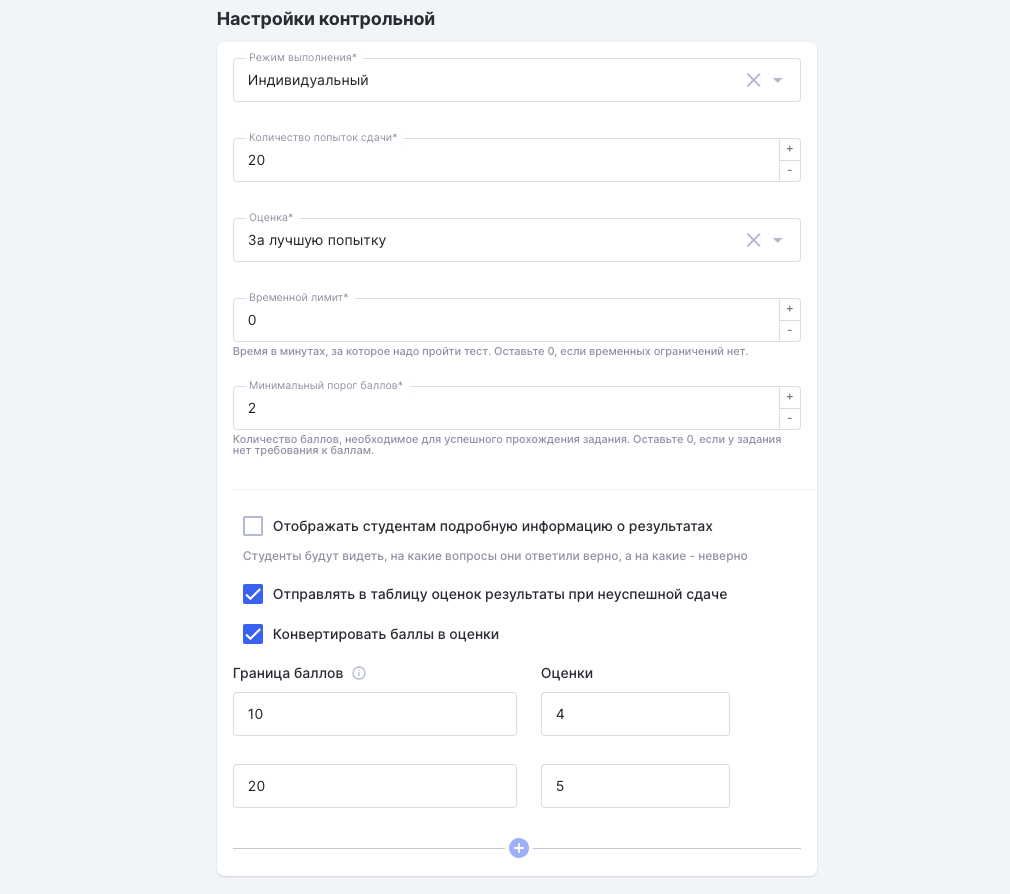 Настройки контрольной
Режим выполнения*
Индивидуальный
Количество попыток сдачи*
20
+
-
Оценка*
За лучшую попытку
Временной лимит*
0
+
-
Время в минутах, за которое надо пройти тест. Оставьте 0, если временных ограничений нет.
Минимальный порог баллов*
2
+
-
Количество баллов, необходимое для успешного прохождения задания. Оставьте 0, если у задания
нет требования к баллам.
Отображать студентам подробную информацию о результатах
Студенты будут видеть, на какие вопросы они ответили верно, а на какие - неверно
Отправлять в таблицу оценок результаты при неуспешной сдаче
Конвертировать баллы в оценки
Граница баллов Оценки
10 4
20 5